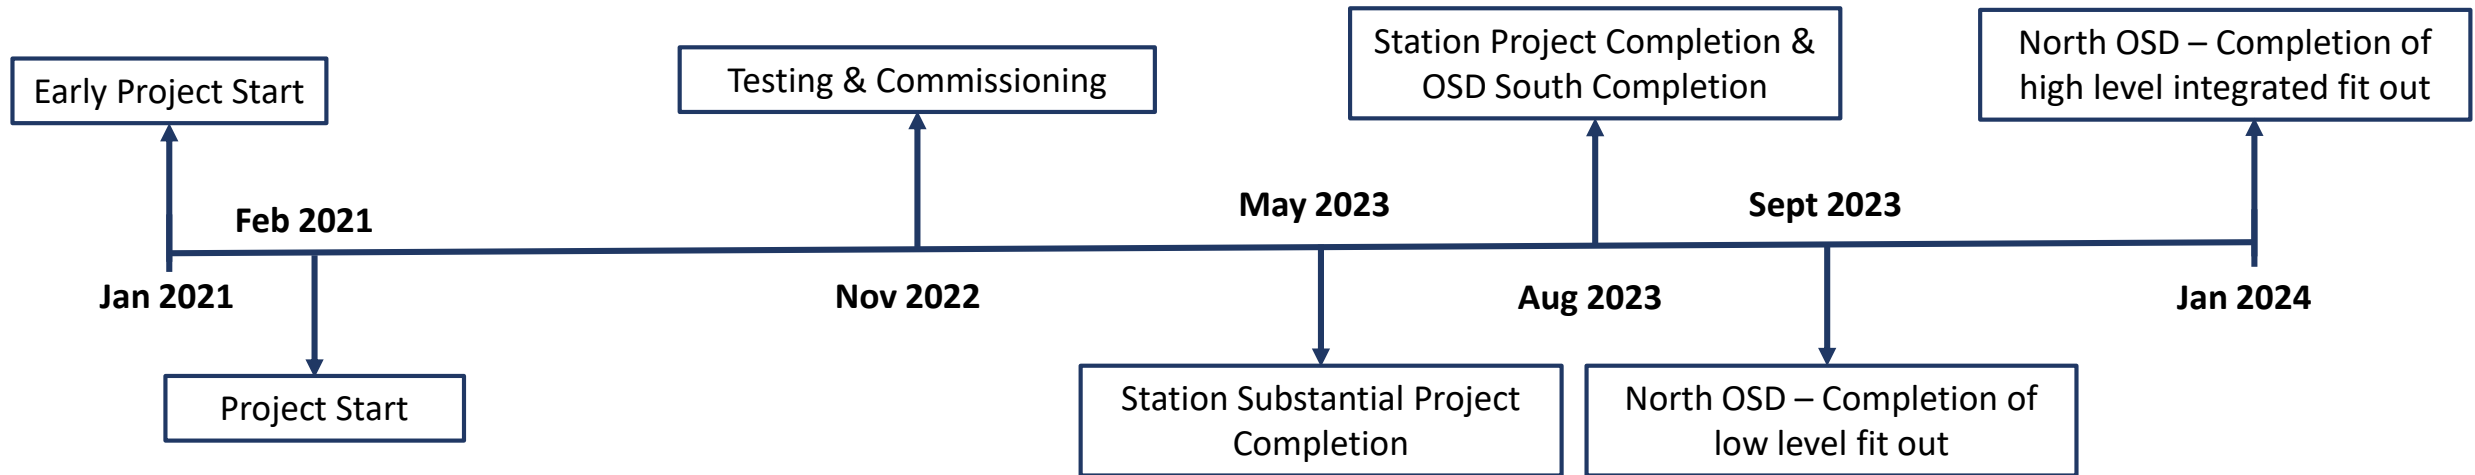 Early Project Start
Testing & Commissioning
Station Project Completion &
OSD South Completion
North OSD – Completion of
high level integrated fit out
Feb 2021
May 2023
Sept 2023
Jan 2021
Nov 2022
Aug 2023
Jan 2024
Project Start
Station Substantial Project
Completion
North OSD – Completion of
low level fit out